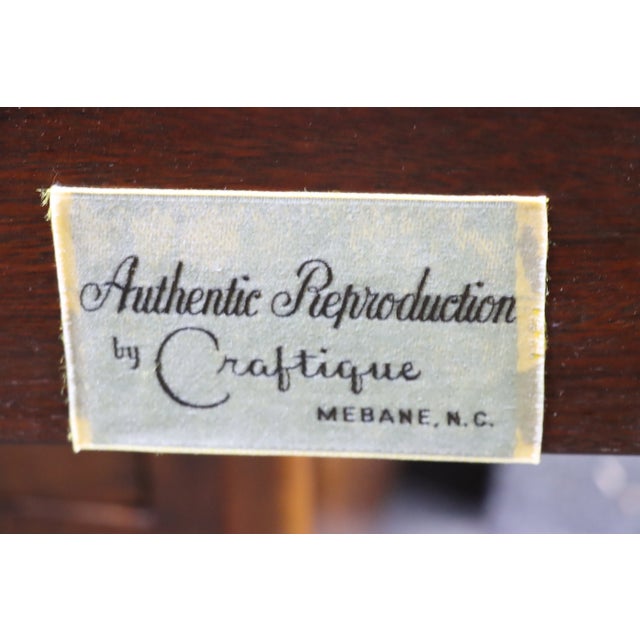 Authentic Reproduction
by Craftique
MEBANE, N.C.